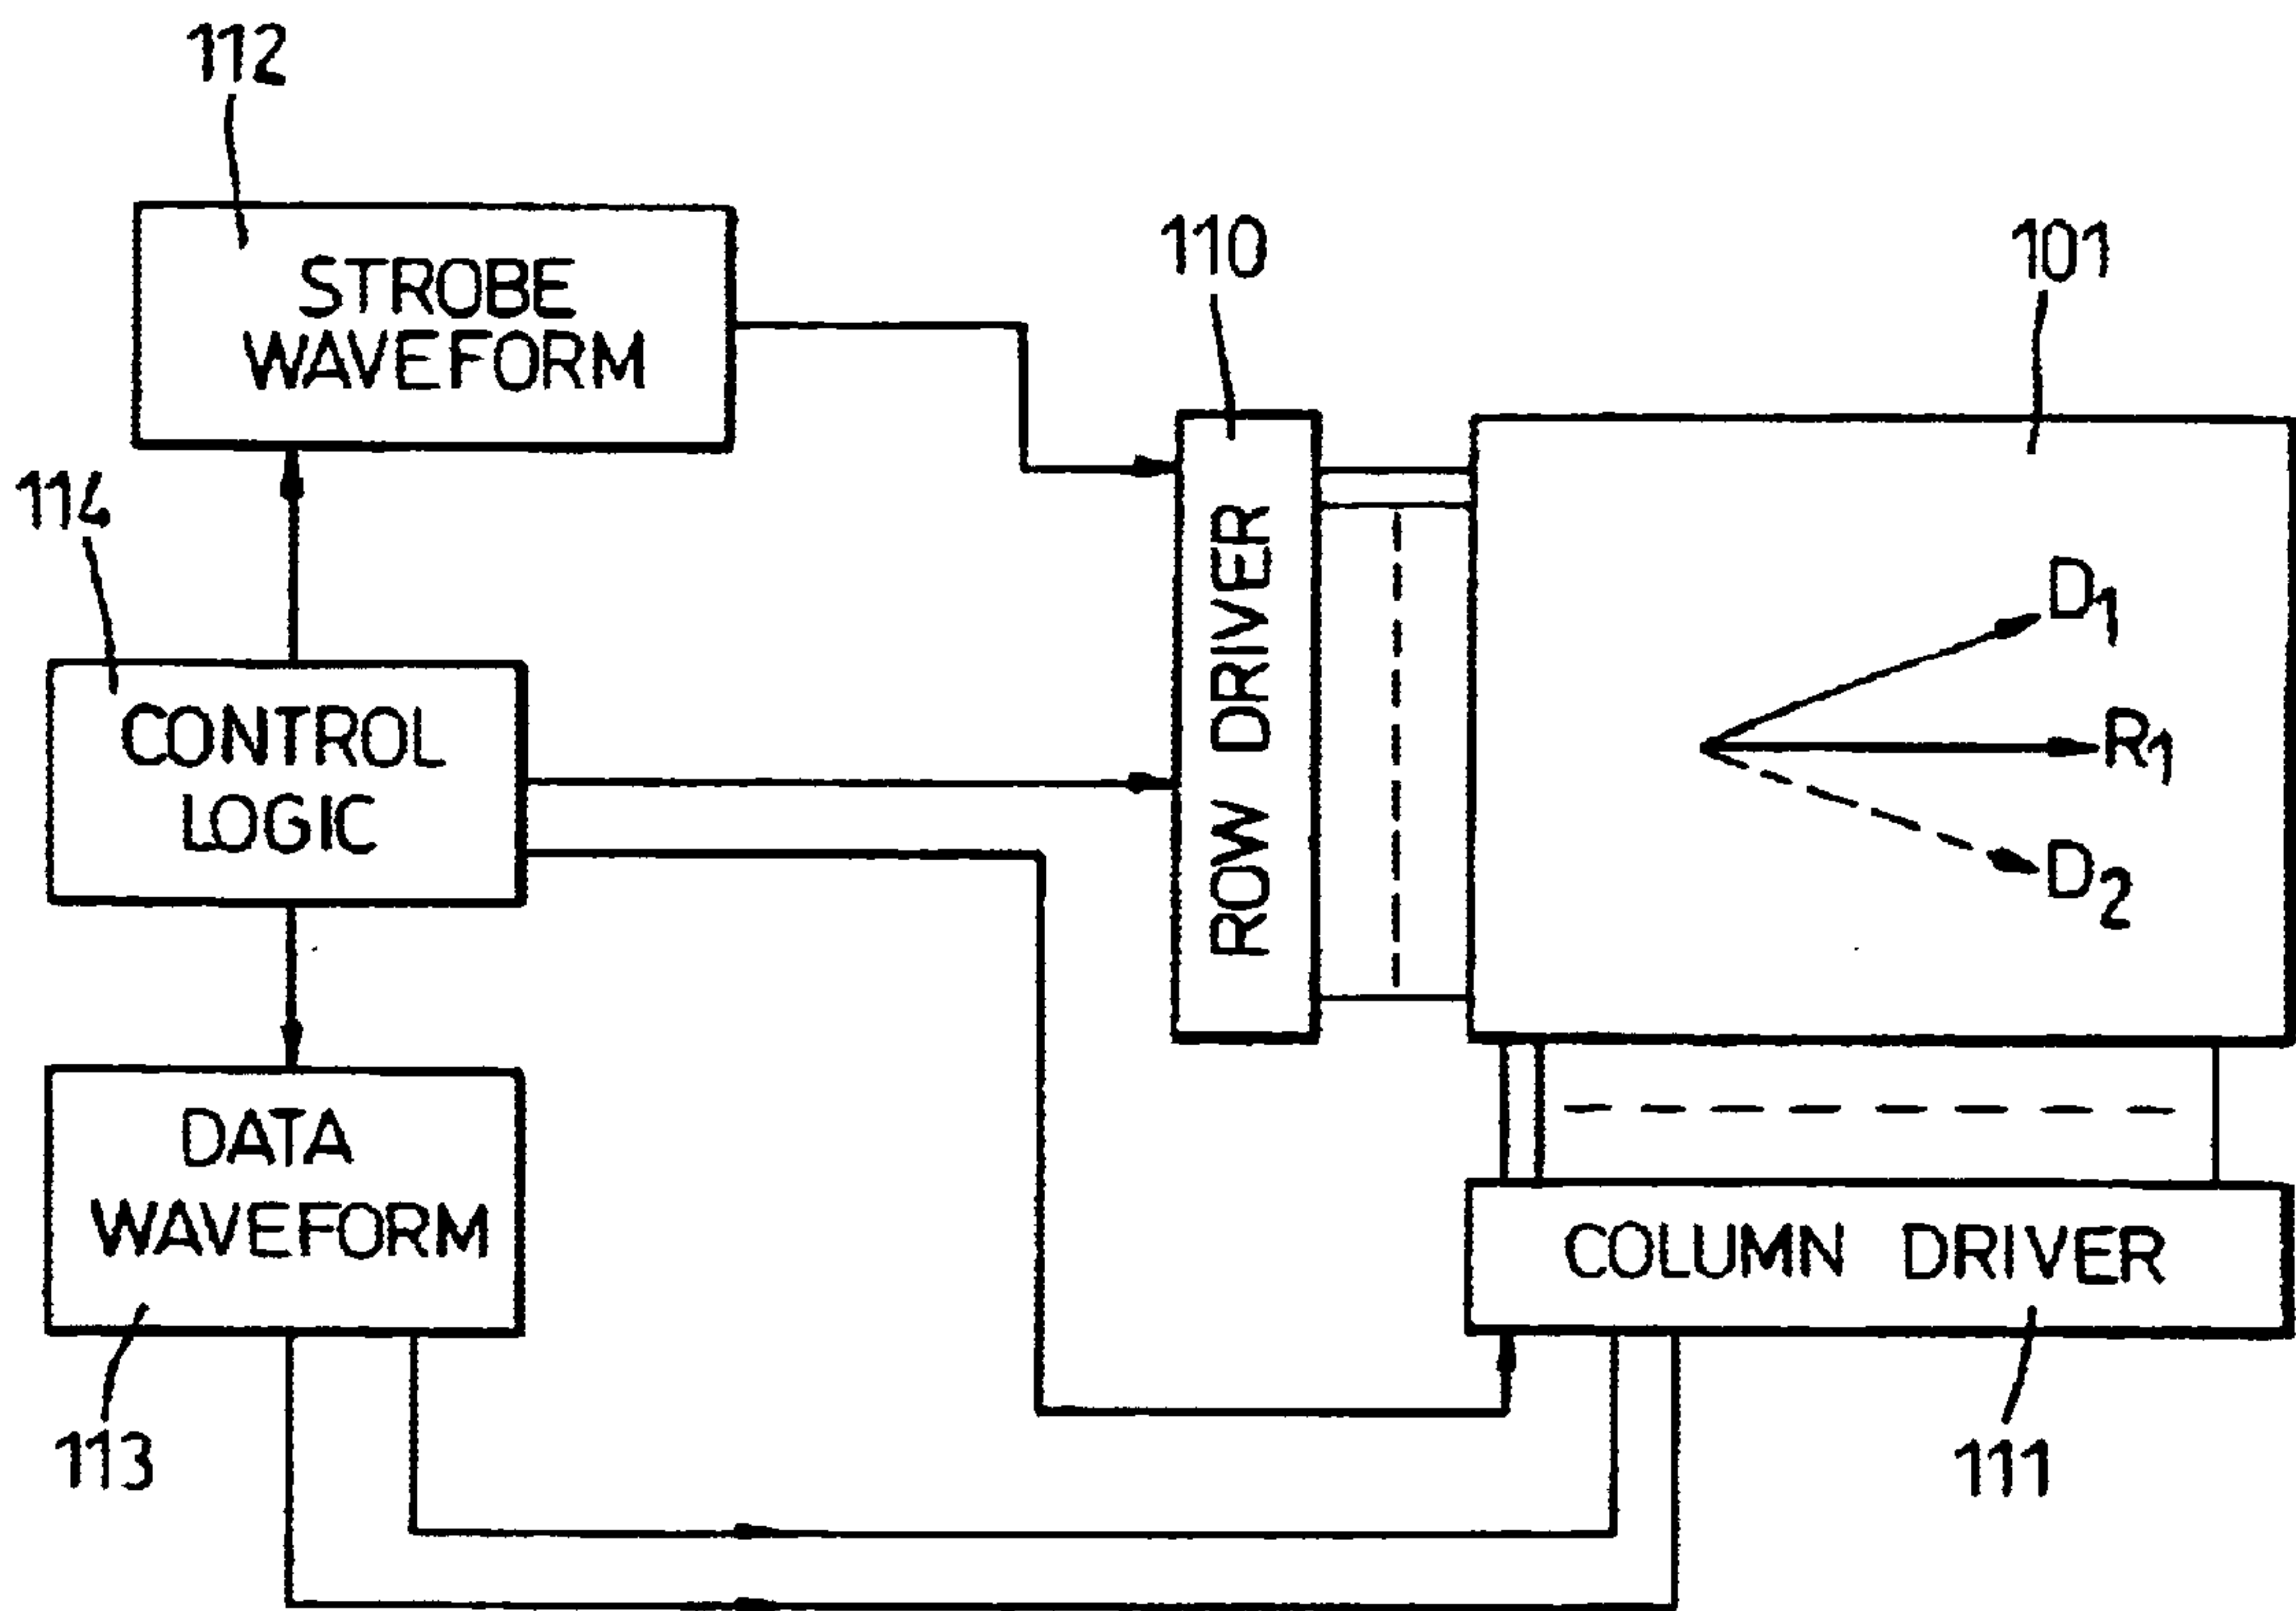 112
STROBE
WAVEFORM
110
101
114
CONTROL
LOGIC
ROW DRIVER
D1
R1
D2
DATA
WAVEFORM
113
COLUMN DRIVER
111